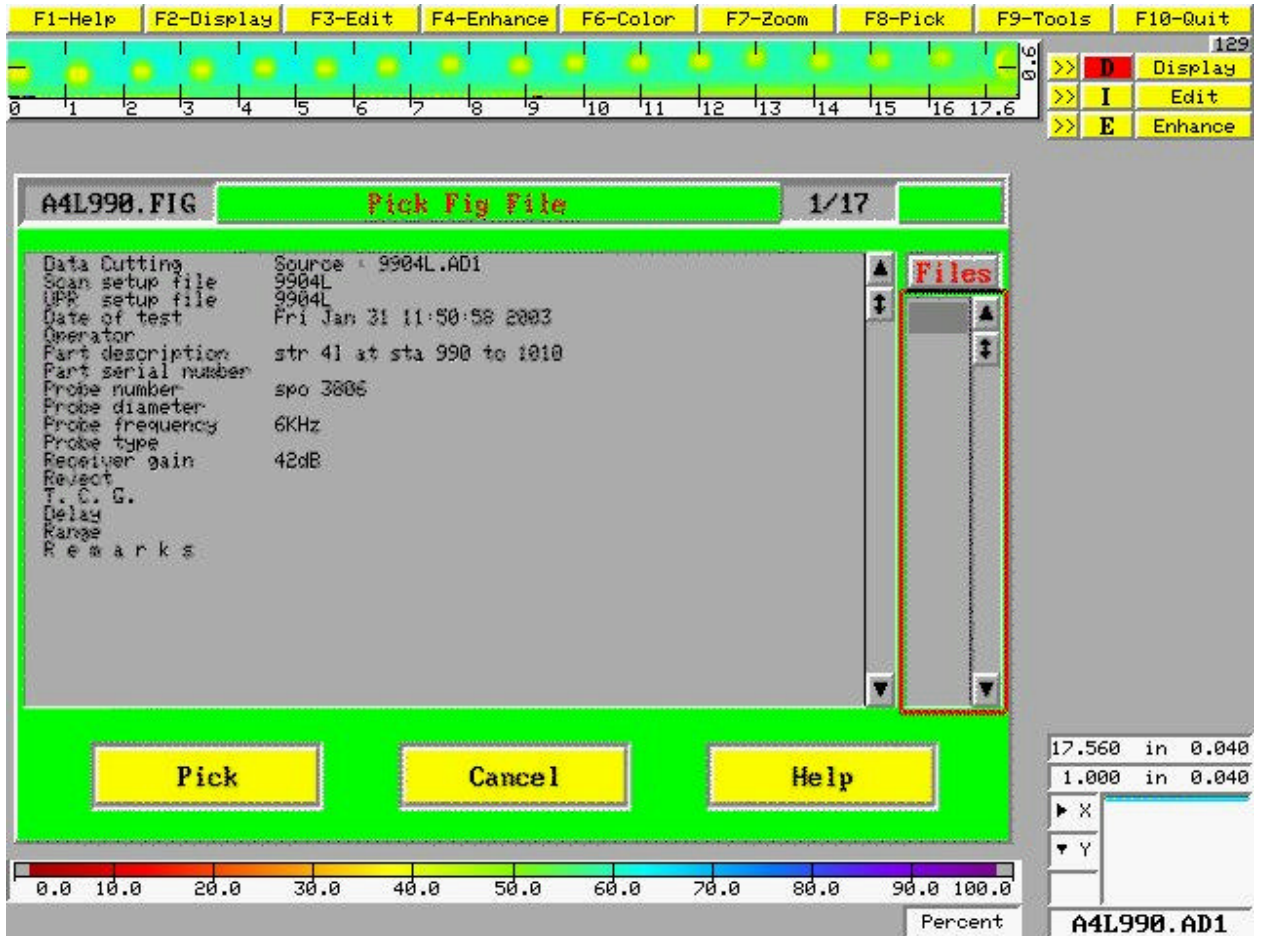 F1-Help F2-Display F3-Edit F4-Enhance F6-Color F7-Zoom F8-Pick F9-Tools F10-Quit
129
0.6
>> D Display
>> I Edit
>> E Enhance
0 1 2 3 4 5 6 7 8 9 10 11 12 13 14 15 16 17.6
A4L990.FIG Pick Fig File 1/17
Data Cutting Source : 9904L.AD1
Scan setup file 9904L
UPR setup file 9904L
Date of test Fri Jan 31 11:50:58 2003
Operator
Part description str 4l at sta 990 to 1010
Part serial number
Probe number spo 3806
Probe diameter
Probe frequency 6KHz
Probe type
Receiver gain 42dB
Reject
T. C. G.
Delay
Range
R e m a r k s
Files
Pick Cancel Help
17.560 in 0.040
1.000 in 0.040
X
Y
0.0 10.0 20.0 30.0 40.0 50.0 60.0 70.0 80.0 90.0 100.0
Percent
A4L990.AD1